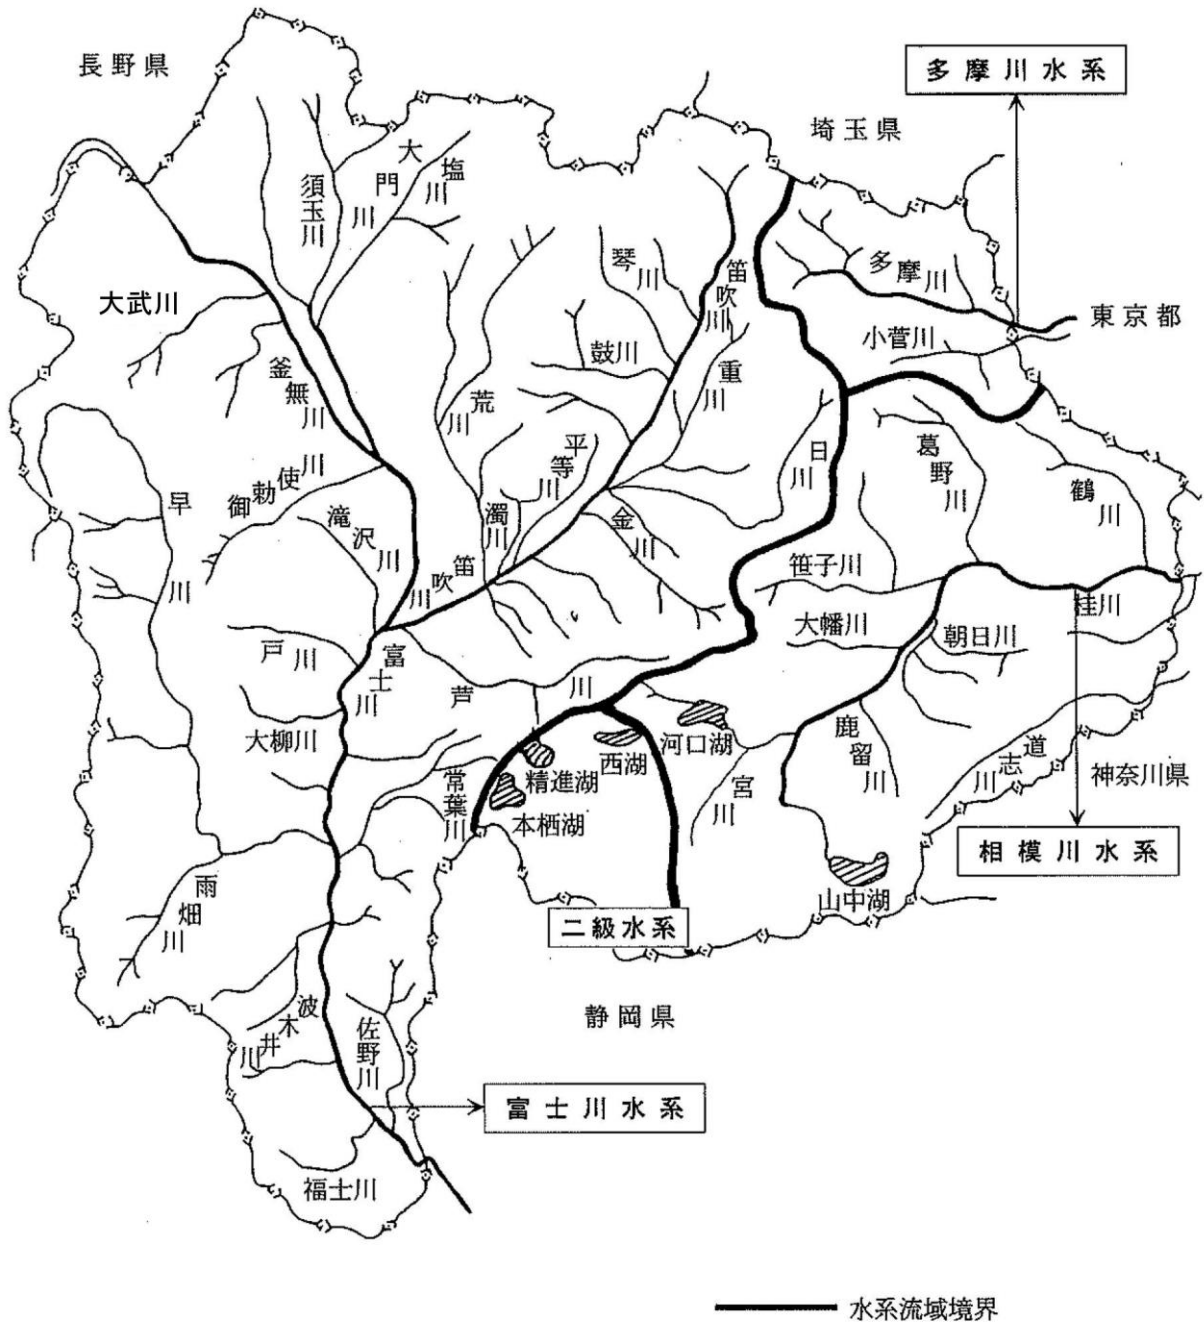 長野県
多摩川水系
埼玉県
大門川
塩川
須玉川
琴川
笛吹川
多摩川
東京都
大武川
小菅川
鼓川
重川
釜無川
荒川
平等川
日川
葛野川
鶴川
御勅使川
早川
滝沢川
濁川
金川
笛吹川
笹子川
桂川
大幡川
朝日川
戸川
富士川
芦川
大柳川
河口湖
西湖
鹿留川
道志川
神奈川県
精進湖
常葉川
本栖湖
宮川
相模川水系
山中湖
雨畑川
二級水系
静岡県
波木井川
佐野川
富士川水系
福士川
水系流域境界